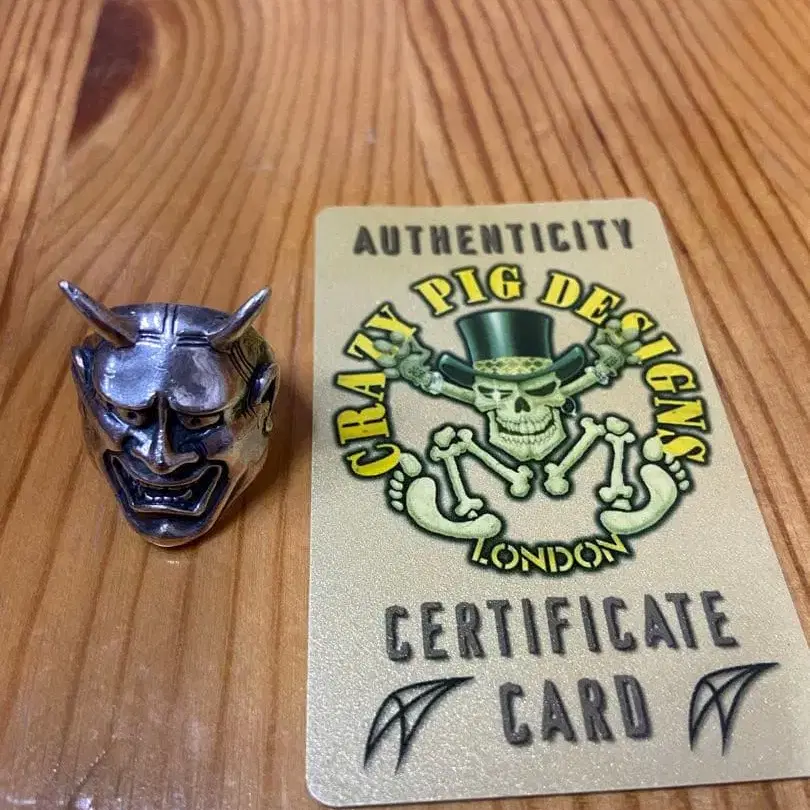 AUTHENTICITY
CRAZY PIG DESIGNS
LONDON
CERTIFICATE
CARD